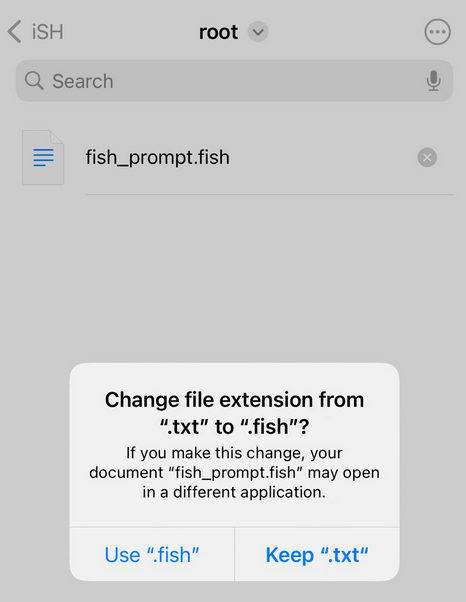 iSH
root
Search
fish_prompt.fish
Change file extension from
“.txt” to “.fish”?
If you make this change, your
document “fish_prompt.fish” may open
in a different application.
Use “.fish”
Keep “.txt“